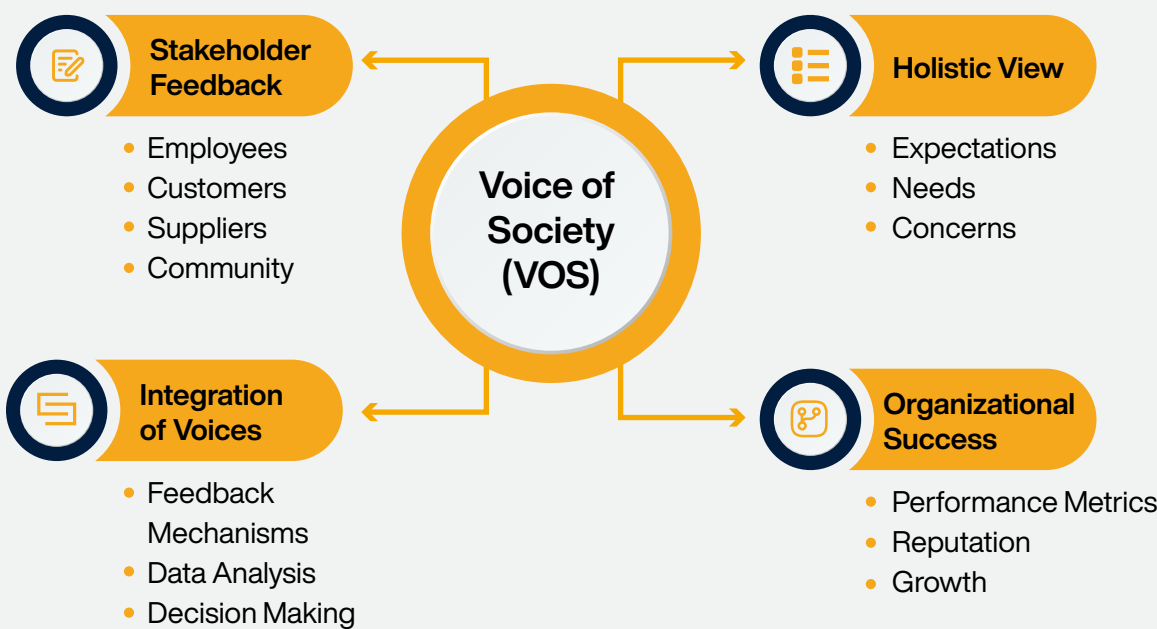 Stakeholder
Feedback
• Employees
• Customers
• Suppliers
• Community
Voice of
Society
(VOS)
Holistic View
• Expectations
• Needs
• Concerns
Integration
of Voices
• Feedback
Mechanisms
• Data Analysis
• Decision Making
Organizational
Success
• Performance Metrics
• Reputation
• Growth